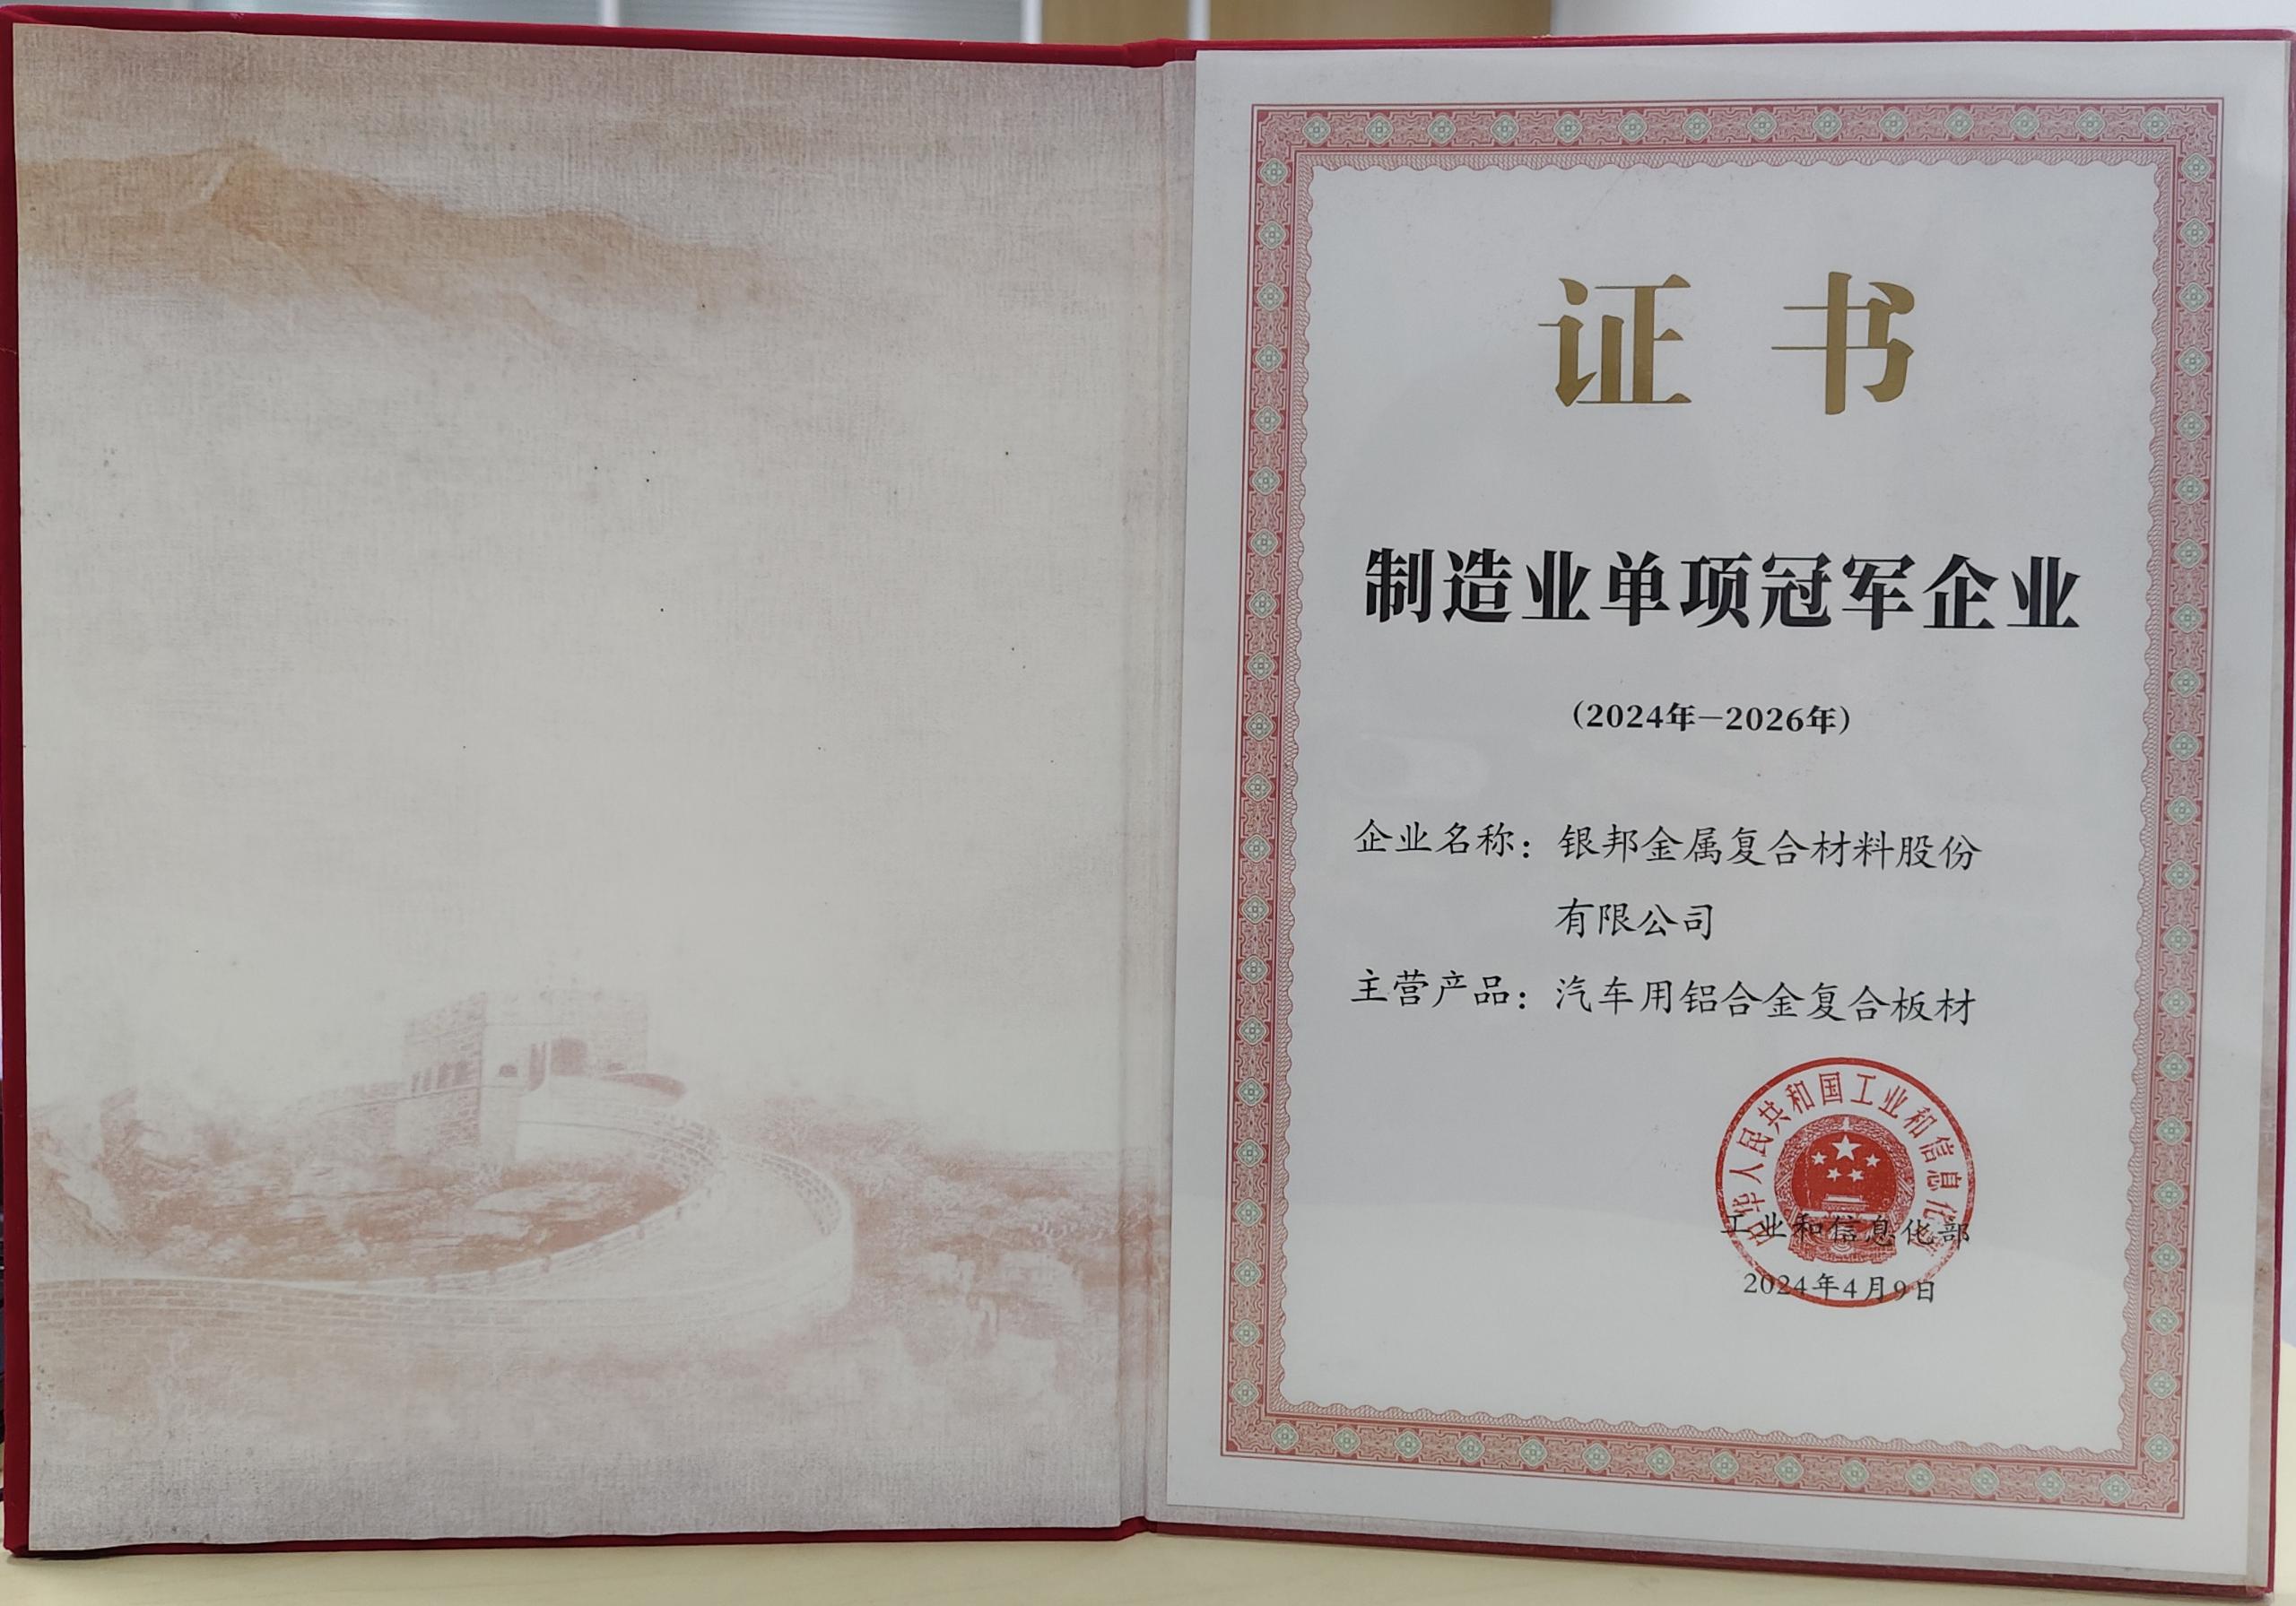 证书
制造业单项冠军企业
（2024年—2026年）
企业名称：银邦金属复合材料股份
有限公司
主营产品：汽车用铝合金复合板材
中华人民共和国工业和信息化部
工业和信息化部
2024年4月9日